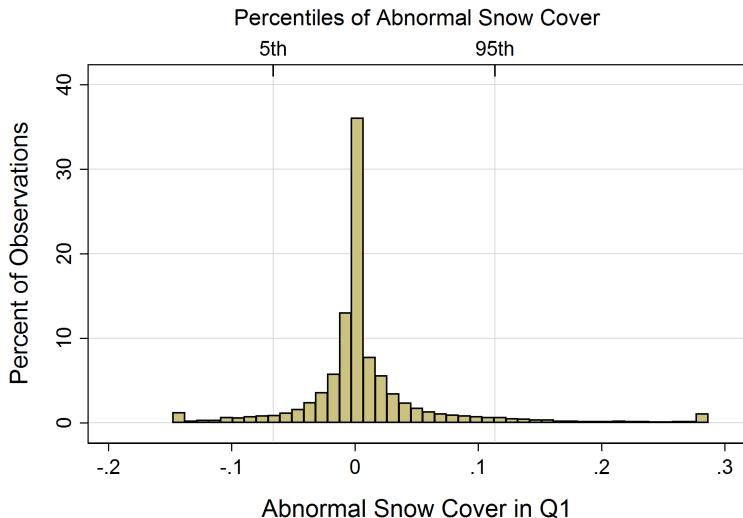 Percentiles of Abnormal Snow Cover
5th 95th
40
30
20
10
0
Percent of Observations
-.2 -.1 0 .1 .2 .3
Abnormal Snow Cover in Q1